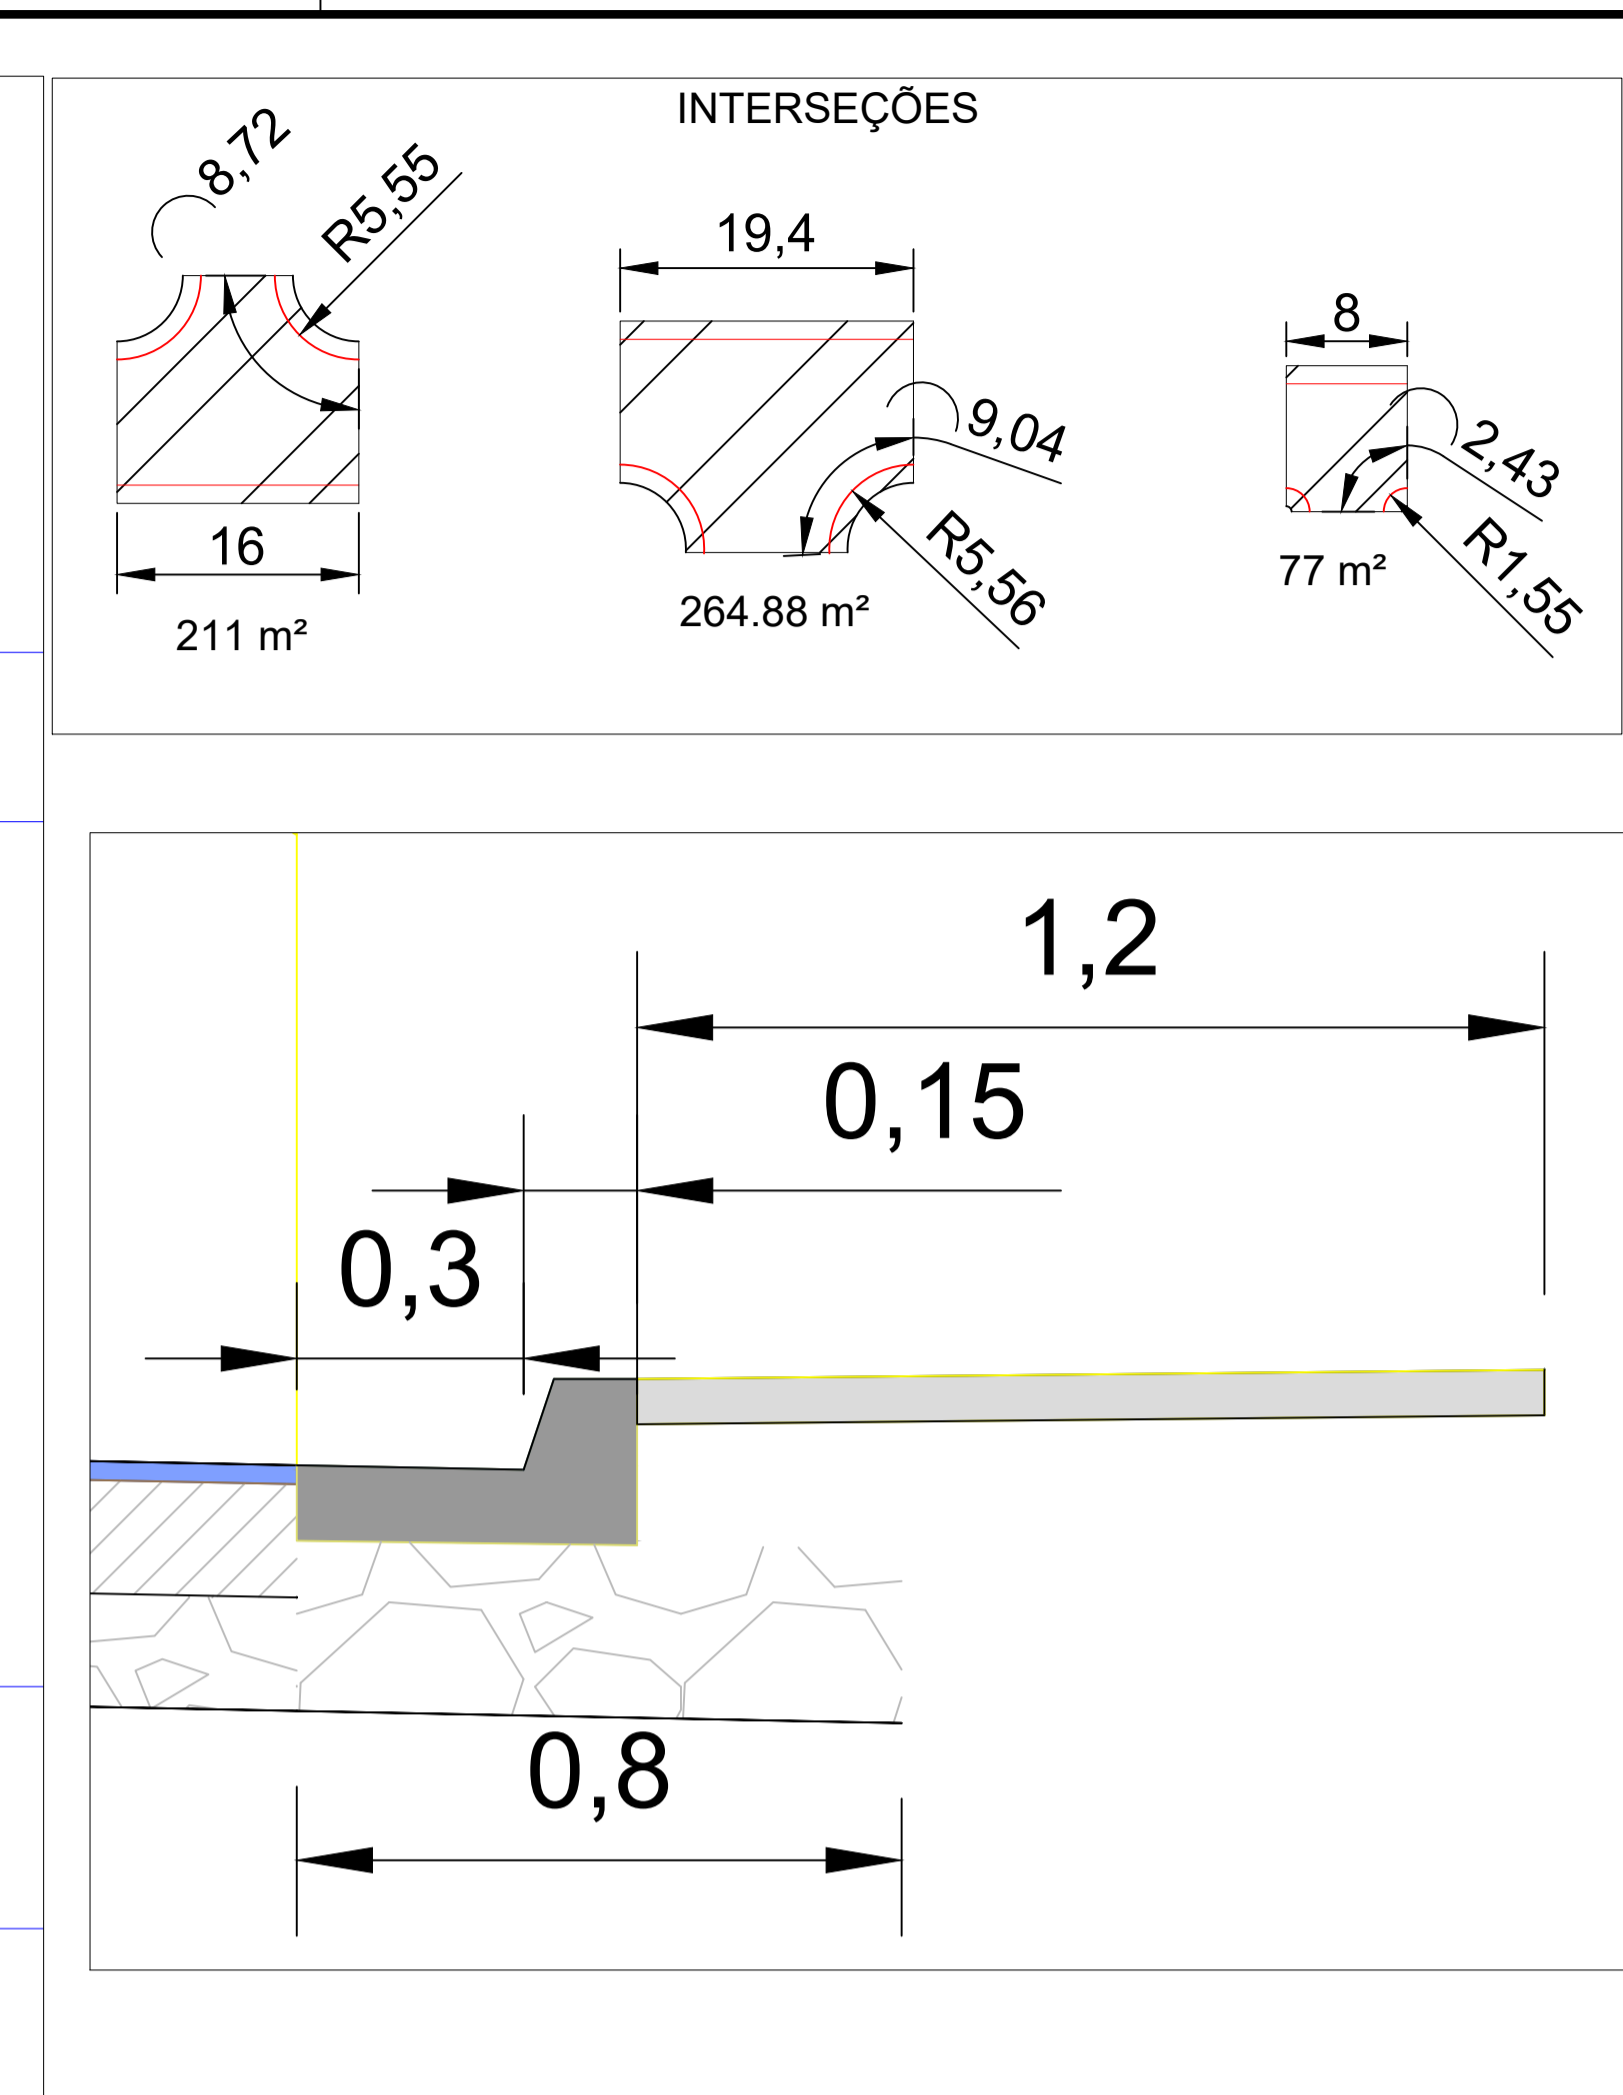 INTERSEÇÕES
8,72
R5,55
16
211 m²
19,4
9,04
R5,56
264.88 m²
8
2,43
R1,55
77 m²
1,2
0,15
0,3
0,8